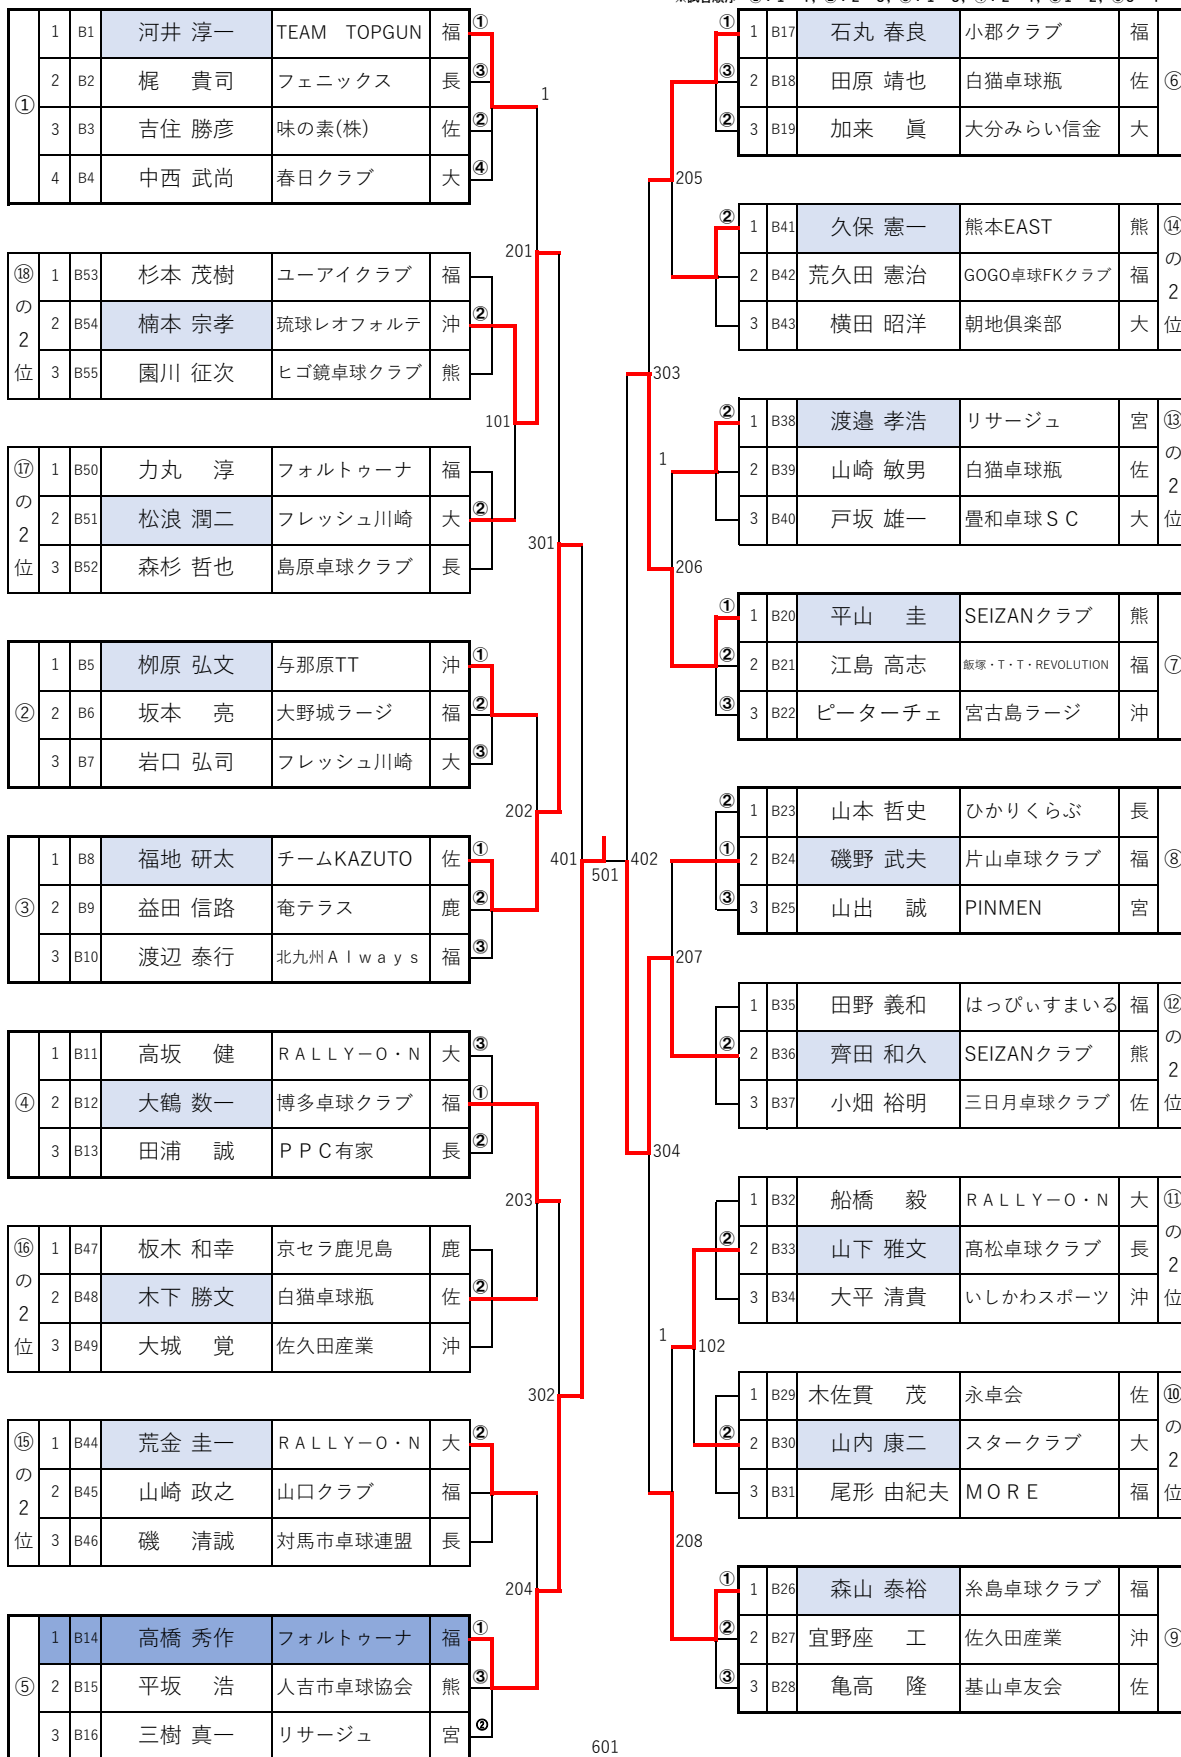 ① 1 B1 河井 淳一 TEAM TOPGUN 福 ①
2 B2 梶 貴司 フェニックス 長 ③
3 B3 吉住 勝彦 味の素(株) 佐 ②
4 B4 中西 武尚 春日クラブ 大 ④
1
201
⑱の2位 1 B53 杉本 茂樹 ユーアイクラブ 福
2 B54 楠本 宗孝 琉球レオフォルテ 沖 ②
3 B55 園川 征次 ヒゴ鏡卓球クラブ 熊
101
⑰の2位 1 B50 力丸 淳 フォルトゥーナ 福
2 B51 松浪 潤二 フレッシュ川崎 大 ②
3 B52 森杉 哲也 島原卓球クラブ 長
301
② 1 B5 栁原 弘文 与那原TT 沖 ①
2 B6 坂本 亮 大野城ラージ 福 ②
3 B7 岩口 弘司 フレッシュ川崎 大 ③
202
③ 1 B8 福地 研太 チームKAZUTO 佐 ①
2 B9 益田 信路 奄テラス 鹿 ②
3 B10 渡辺 泰行 北九州Always 福 ③
401
501
402
④ 1 B11 高坂 健 RALLY－O・N 大 ③
2 B12 大鶴 数一 博多卓球クラブ 福 ①
3 B13 田浦 誠 PPC有家 長 ②
203
⑯の2位 1 B47 板木 和幸 京セラ鹿児島 鹿
2 B48 木下 勝文 白猫卓球瓶 佐 ②
3 B49 大城 覚 佐久田産業 沖
302
⑮の2位 1 B44 荒金 圭一 RALLY－O・N 大 ②
2 B45 山崎 政之 山口クラブ 福
3 B46 磯 清誠 対馬市卓球連盟 長
204
⑤ 1 B14 高橋 秀作 フォルトゥーナ 福 ①
2 B15 平坂 浩 人吉市卓球協会 熊 ③
3 B16 三樹 真一 リサージュ 宮 ②
601
① 1 B17 石丸 春良 小郡クラブ 福 ⑥
③ 2 B18 田原 靖也 白猫卓球瓶 佐
② 3 B19 加来 眞 大分みらい信金 大
205
② 1 B41 久保 憲一 熊本EAST 熊 ⑭の2位
2 B42 荒久田 憲治 GOGO卓球FKクラブ 福
3 B43 横田 昭洋 朝地倶楽部 大
303
② 1 B38 渡邉 孝浩 リサージュ 宮 ⑬の2位
1
2 B39 山崎 敏男 白猫卓球瓶 佐
3 B40 戸坂 雄一 疊和卓球SC 大
206
① 1 B20 平山 圭 SEIZANクラブ 熊 ⑦
② 2 B21 江島 高志 飯塚・T・T・REVOLUTION 福
③ 3 B22 ピーターチェ 宮古島ラージ 沖
② 1 B23 山本 哲史 ひかりくらぶ 長 ⑧
① 2 B24 磯野 武夫 片山卓球クラブ 福
③ 3 B25 山出 誠 PINMEN 宮
207
1 B35 田野 義和 はっぴぃすまいる 福 ⑫の2位
② 2 B36 齊田 和久 SEIZANクラブ 熊
3 B37 小畑 裕明 三日月卓球クラブ 佐
304
1 B32 船橋 毅 RALLY－O・N 大 ⑪の2位
② 2 B33 山下 雅文 髙松卓球クラブ 長
3 B34 大平 清貴 いしかわスポーツ 沖
1
102
1 B29 木佐貫 茂 永卓会 佐 ⑩の2位
② 2 B30 山内 康二 スタークラブ 大
3 B31 尾形 由紀夫 MORE 福
208
① 1 B26 森山 泰裕 糸島卓球クラブ 福 ⑨
② 2 B27 宜野座 工 佐久田産業 沖
③ 3 B28 亀高 隆 基山卓友会 佐